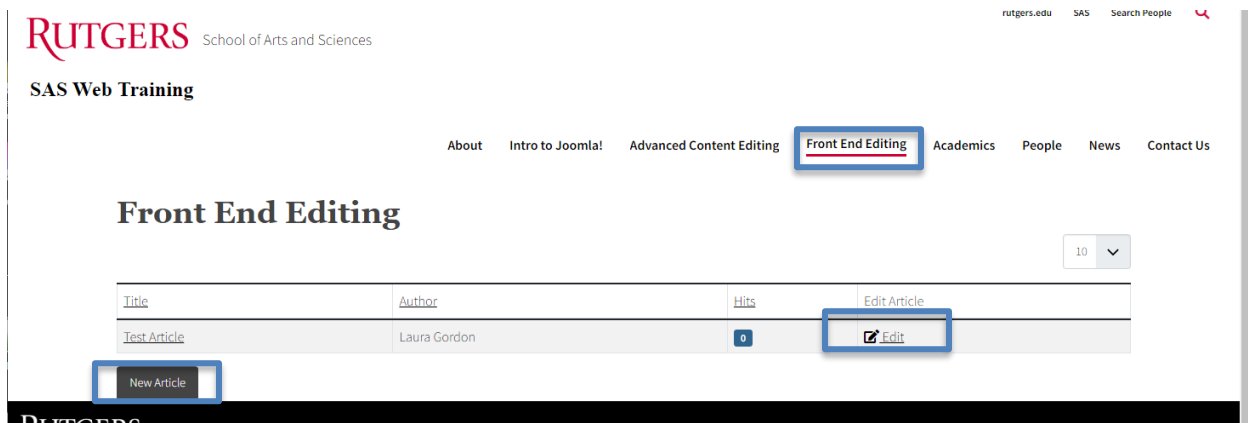 rutgers.edu SAS Search People
RUTGERS School of Arts and Sciences
SAS Web Training
About Intro to Joomla! Advanced Content Editing Front End Editing Academics People News Contact Us
Front End Editing
10
Title Author Hits Edit Article
Test Article Laura Gordon 0 Edit
New Article
RUTGERS